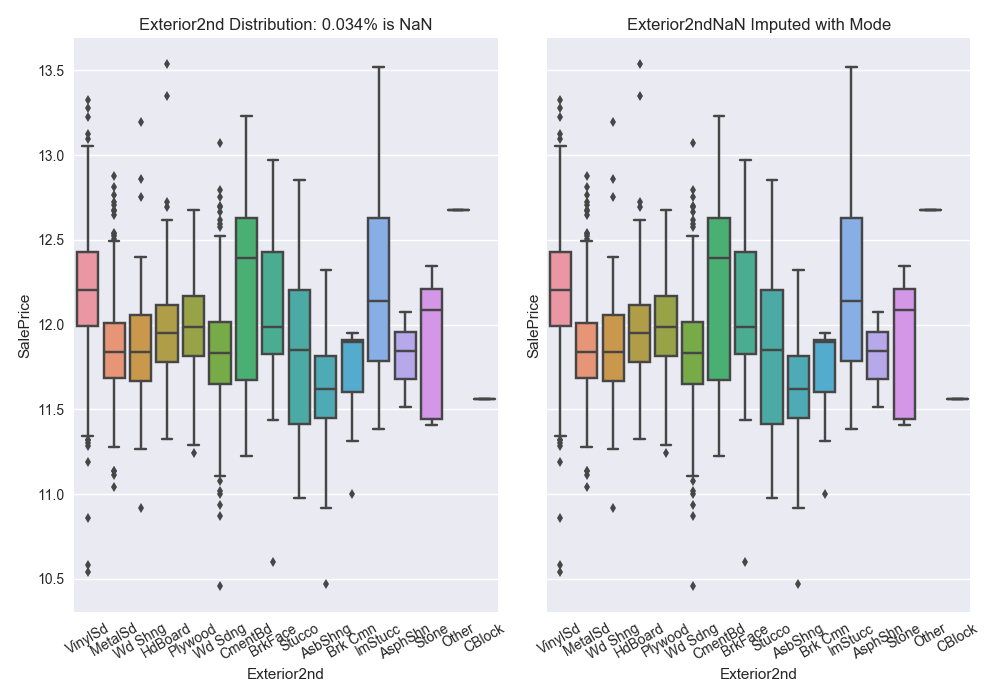 Exterior2nd Distribution: 0.034% is NaN
SalePrice
13.5
13.0
12.5
12.0
11.5
11.0
10.5
VinylSd
MetalSd
Wd Shng
HdBoard
Plywood
Wd Sdng
CmentBd
BrkFace
Stucco
AsbShng
Brk Cmn
ImStucc
AsphShn
Stone
Other
CBlock
Exterior2nd
Exterior2ndNaN Imputed with Mode
SalePrice
VinylSd
MetalSd
Wd Shng
HdBoard
Plywood
Wd Sdng
CmentBd
BrkFace
Stucco
AsbShng
Brk Cmn
ImStucc
AsphShn
Stone
Other
CBlock
Exterior2nd